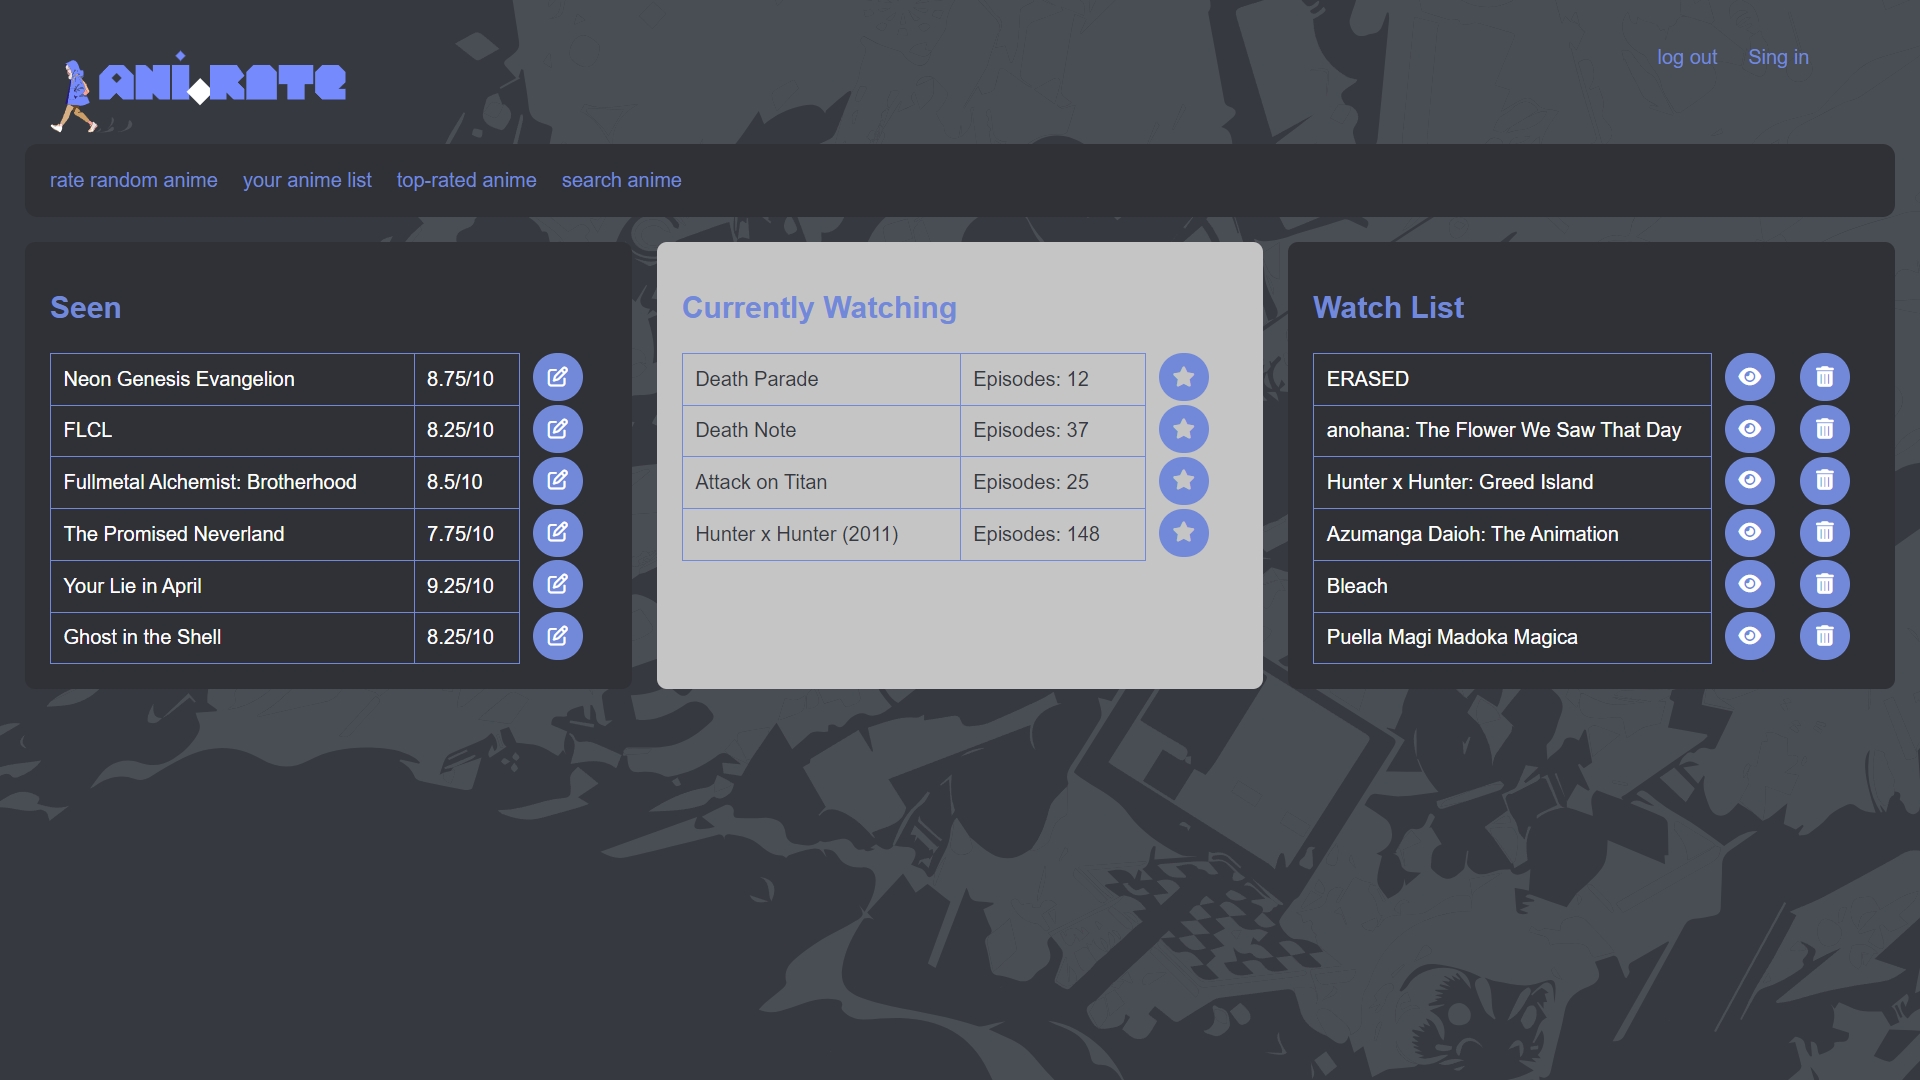 ANI RATE
log out Sing in
rate random anime your anime list top-rated anime search anime
Seen
Neon Genesis Evangelion 8.75/10
FLCL 8.25/10
Fullmetal Alchemist: Brotherhood 8.5/10
The Promised Neverland 7.75/10
Your Lie in April 9.25/10
Ghost in the Shell 8.25/10
Currently Watching
Death Parade Episodes: 12
Death Note Episodes: 37
Attack on Titan Episodes: 25
Hunter x Hunter (2011) Episodes: 148
Watch List
ERASED
anohana: The Flower We Saw That Day
Hunter x Hunter: Greed Island
Azumanga Daioh: The Animation
Bleach
Puella Magi Madoka Magica